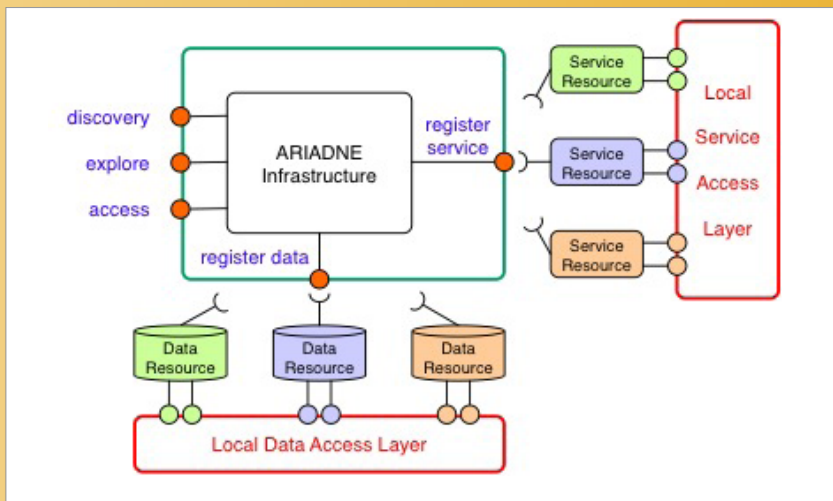 discovery
explore
access
ARIADNE
Infrastructure
register
service
register data
Service
Resource
Service
Resource
Service
Resource
Local
Service
Access
Layer
Data
Resource
Data
Resource
Data
Resource
Local Data Access Layer